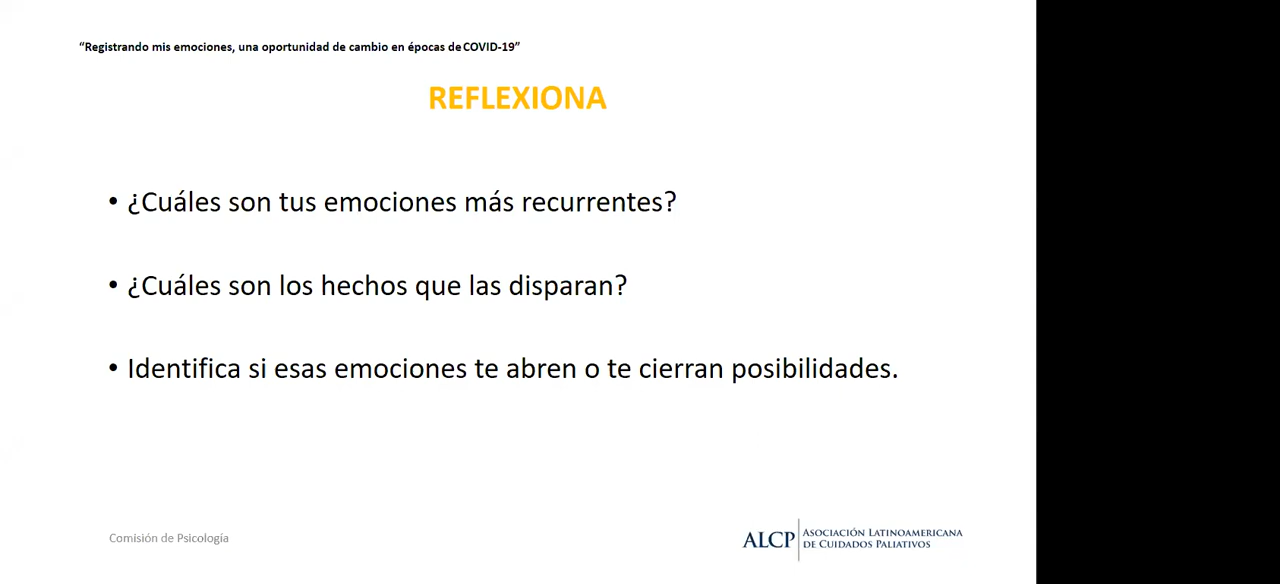 “Registrando mis emociones, una oportunidad de cambio en épocas de COVID-19”
REFLEXIONA
• ¿Cuáles son tus emociones más recurrentes?
• ¿Cuáles son los hechos que las disparan?
• Identifica si esas emociones te abren o te cierran posibilidades.
Comisión de Psicología
ALCP
ASOCIACIÓN LATINOAMERICANA
DE CUIDADOS PALIATIVOS